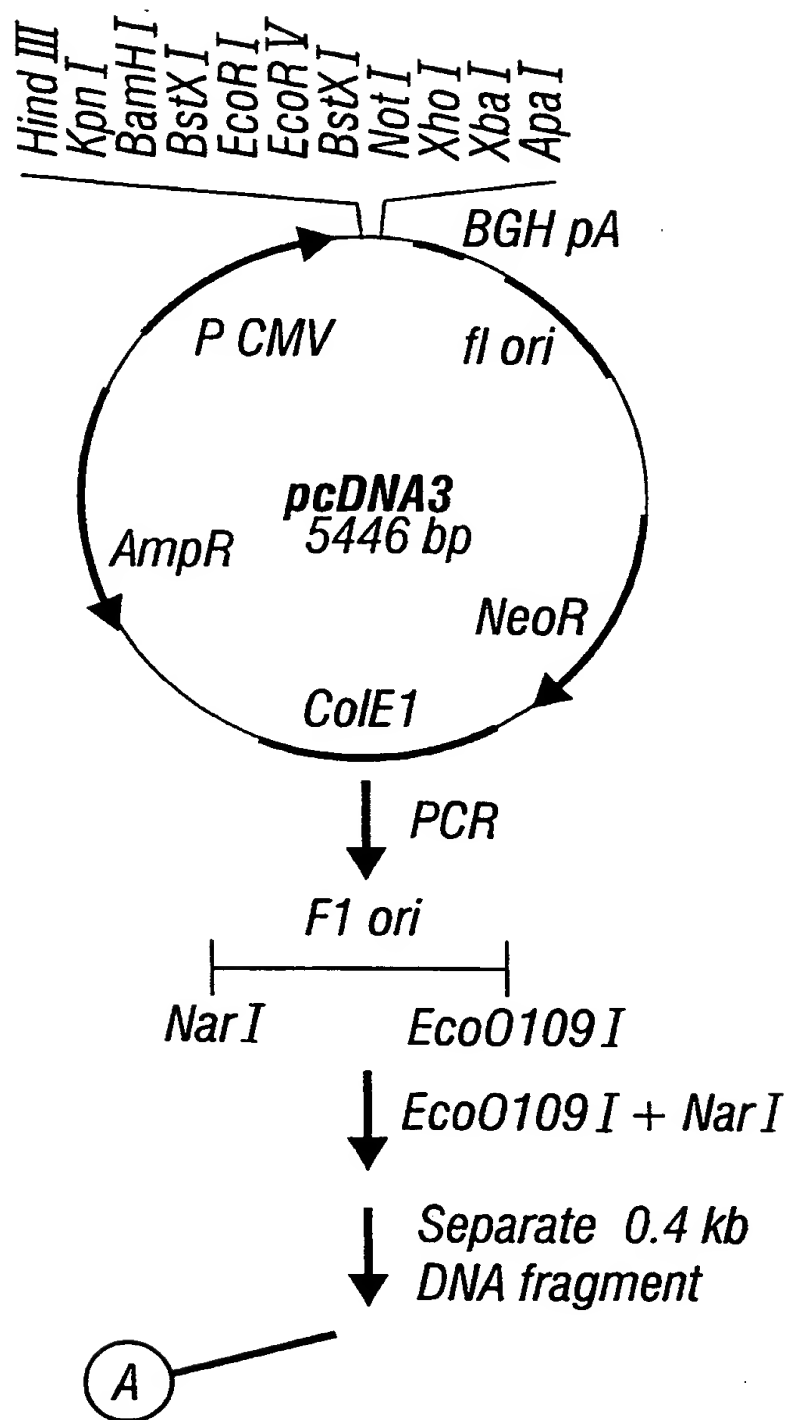 Hind III
Kpn I
BamH I
BstX I
EcoR I
EcoR V
BstX I
Not I
Xho I
Xba I
Apa I
BGH pA
P CMV
fI ori
pcDNA3
5446 bp
AmpR
NeoR
ColE1
PCR
F1 ori
Nar I
EcoO109 I
EcoO109 I + Nar I
Separate 0.4 kb
DNA fragment
A